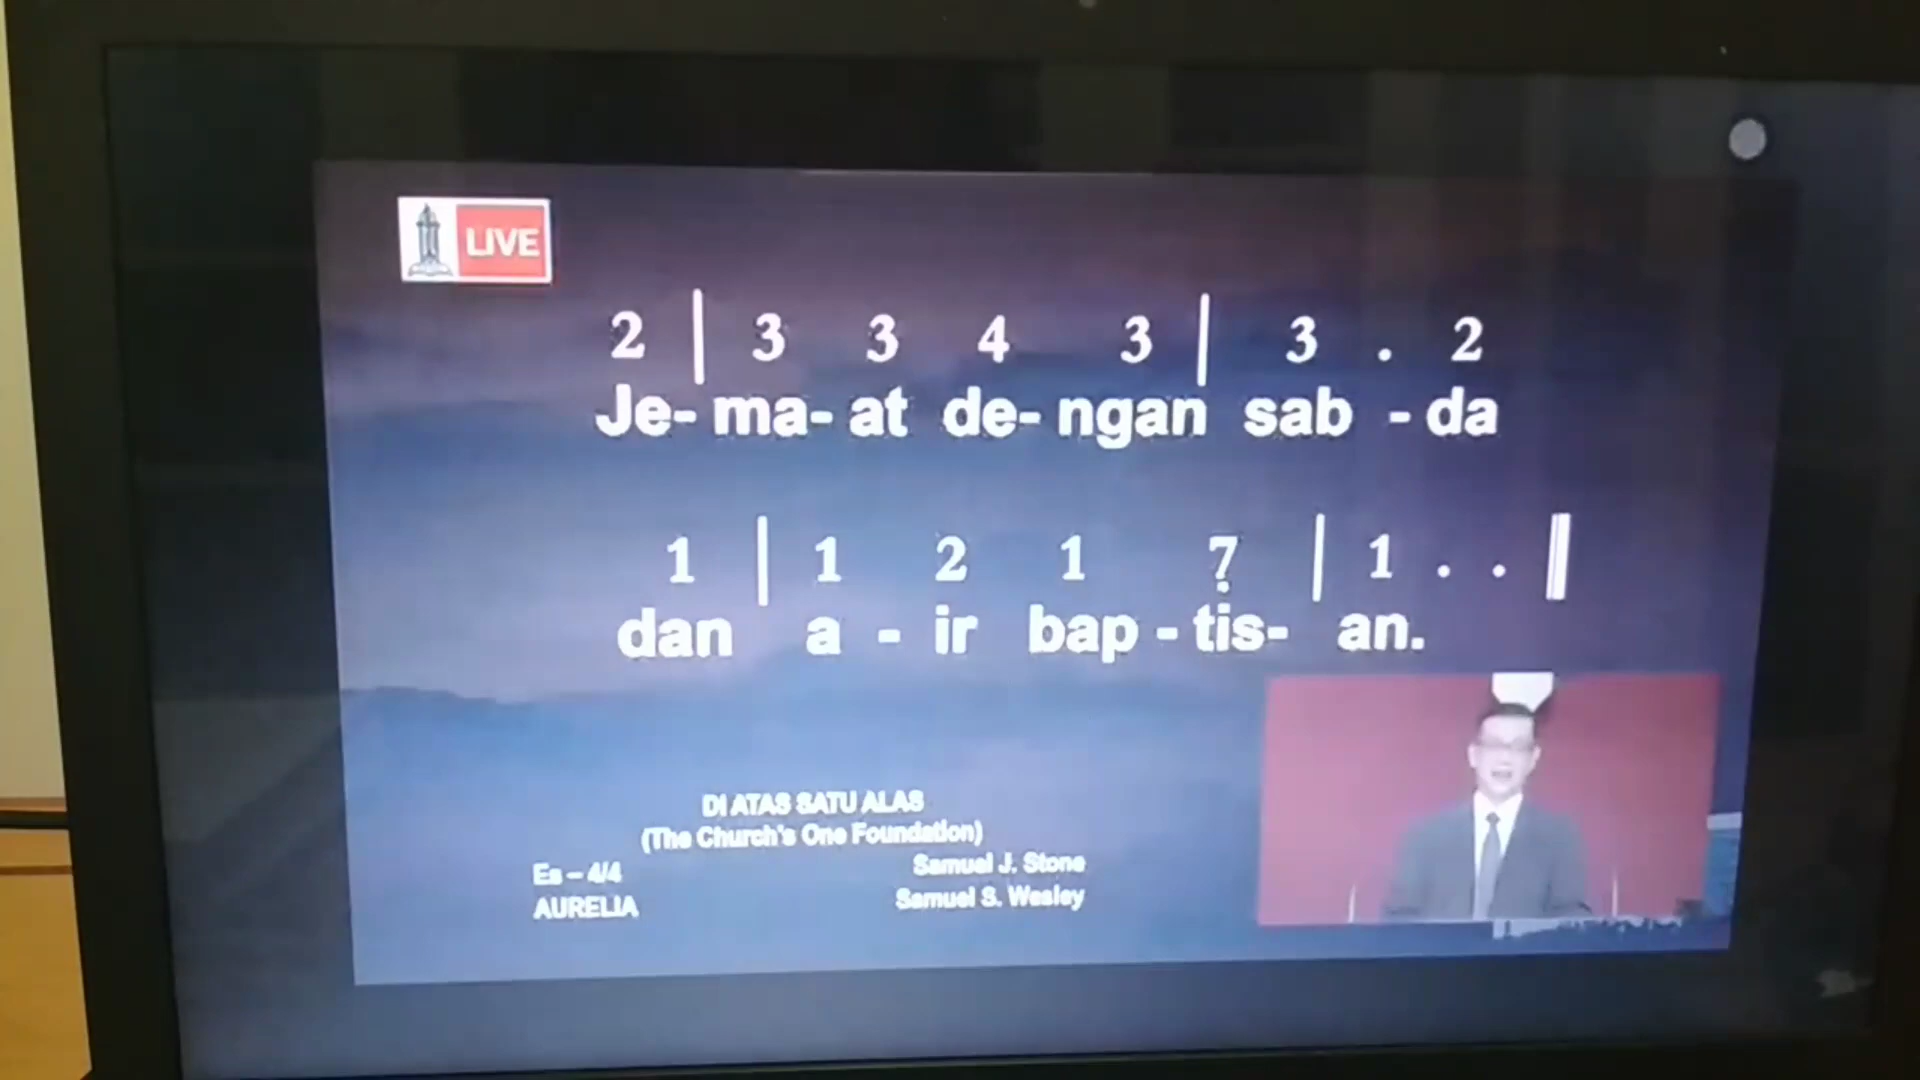 LIVE
2 | 3 3 4 3 | 3 . 2
Je- ma- at de- ngan sab - da
1 | 1 2 1 7̣ | 1 . . ||
dan a - ir bap - tis- an.
DI ATAS SATU ALAS
(The Church's One Foundation)
Es – 4/4 Samuel J. Stone
AURELIA Samuel S. Wesley